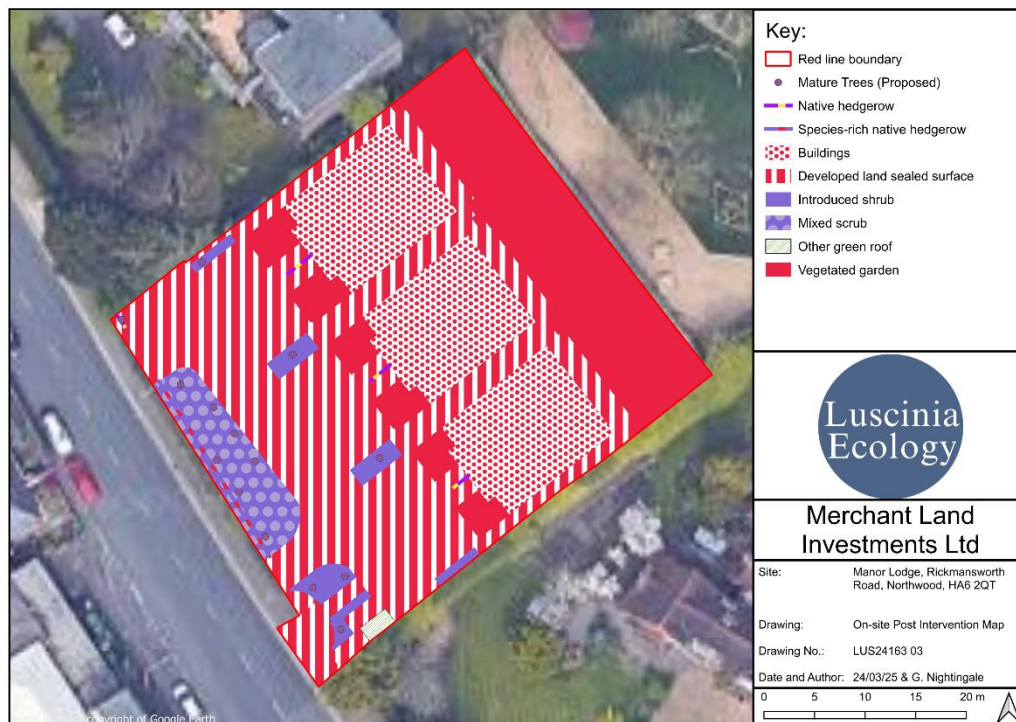 Key:
Red line boundary
Mature Trees (Proposed)
Native hedgerow
Species-rich native hedgerow
Buildings
Developed land sealed surface
Introduced shrub
Mixed scrub
Other green roof
Vegetated garden
Luscinia
Ecology
Merchant Land
Investments Ltd
Site: Manor Lodge, Rickmansworth
Road, Northwood, HA6 2QT
Drawing: On-site Post Intervention Map
Drawing No.: LUS24163 03
Date and Author: 24/03/25 & G. Nightingale
0 5 10 15 20 m
copyright of Google Earth